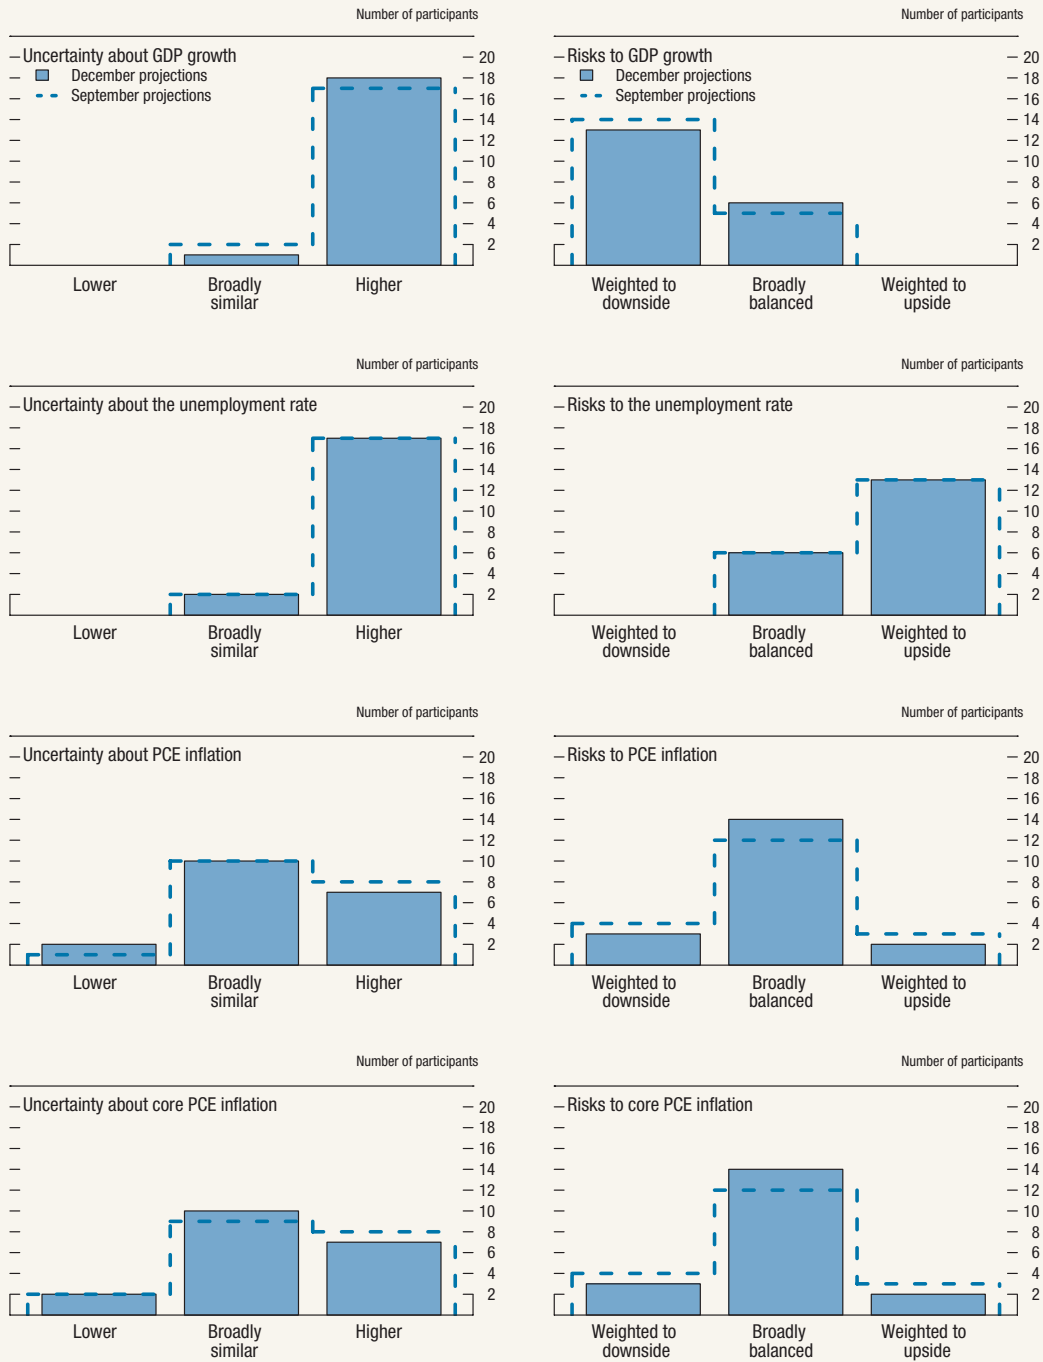 Number of participants
Uncertainty about GDP growth
December projections
September projections
20
18
16
14
12
10
8
6
4
2
Lower
Broadly
similar
Higher
Number of participants
Risks to GDP growth
December projections
September projections
20
18
16
14
12
10
8
6
4
2
Weighted to
downside
Broadly
balanced
Weighted to
upside
Number of participants
Uncertainty about the unemployment rate
20
18
16
14
12
10
8
6
4
2
Lower
Broadly
similar
Higher
Number of participants
Risks to the unemployment rate
20
18
16
14
12
10
8
6
4
2
Weighted to
downside
Broadly
balanced
Weighted to
upside
Number of participants
Uncertainty about PCE inflation
20
18
16
14
12
10
8
6
4
2
Lower
Broadly
similar
Higher
Number of participants
Risks to PCE inflation
20
18
16
14
12
10
8
6
4
2
Weighted to
downside
Broadly
balanced
Weighted to
upside
Number of participants
Uncertainty about core PCE inflation
20
18
16
14
12
10
8
6
4
2
Lower
Broadly
similar
Higher
Number of participants
Risks to core PCE inflation
20
18
16
14
12
10
8
6
4
2
Weighted to
downside
Broadly
balanced
Weighted to
upside